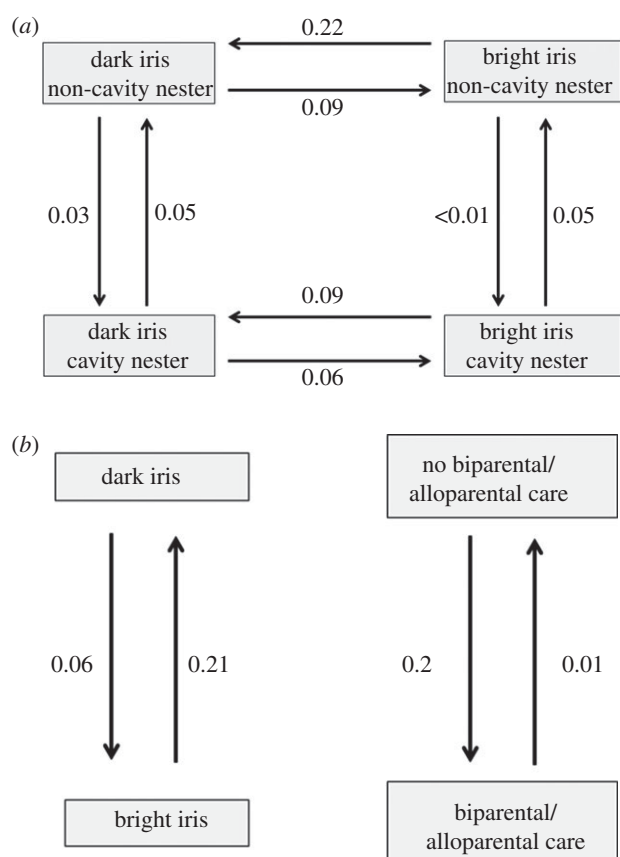 (a)
dark iris
non-cavity nester
0.22
0.09
bright iris
non-cavity nester
0.03
0.05
<0.01
0.05
dark iris
cavity nester
0.09
0.06
bright iris
cavity nester
(b)
dark iris
0.06
0.21
bright iris
no biparental/
alloparental care
0.2
0.01
biparental/
alloparental care